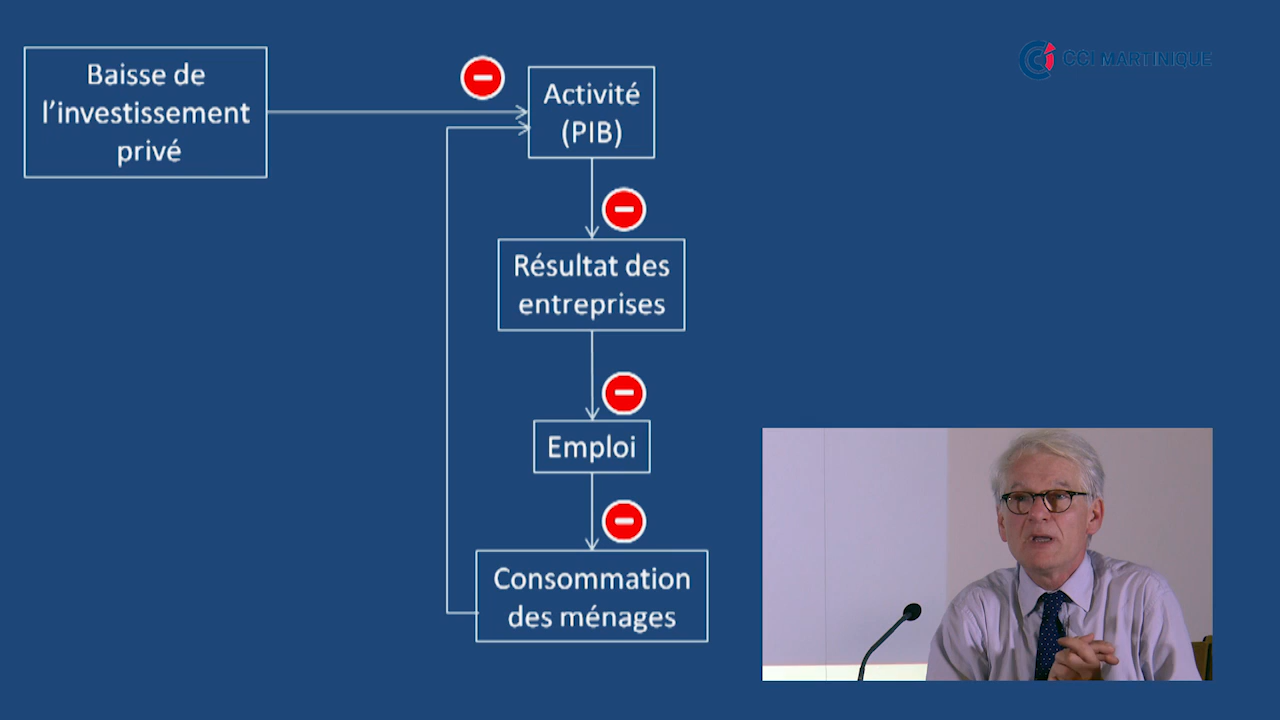 Baisse de
l'investissement
privé
Activité
(PIB)
Résultat des
entreprises
Emploi
Consommation
des ménages
CCI MARTINIQUE